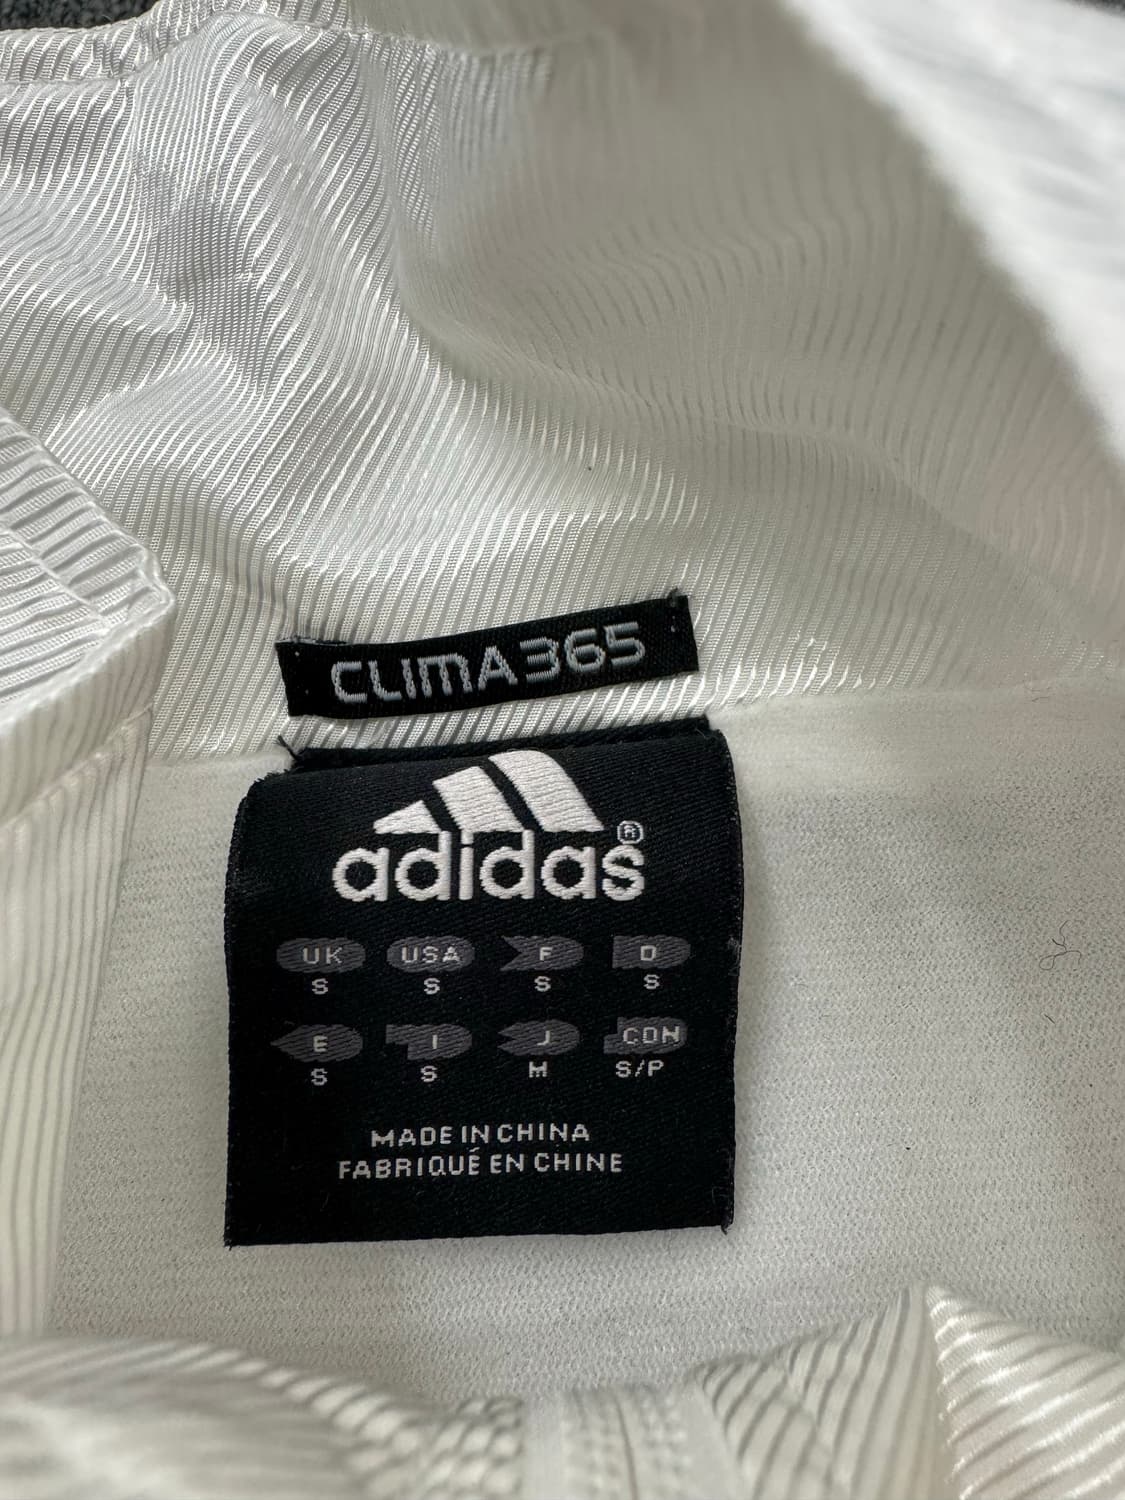 CLIMA365
adidas®
UK USA F D
S S S S
E I J CDN
S S M S/P
MADE IN CHINA
FABRIQUÉ EN CHINE